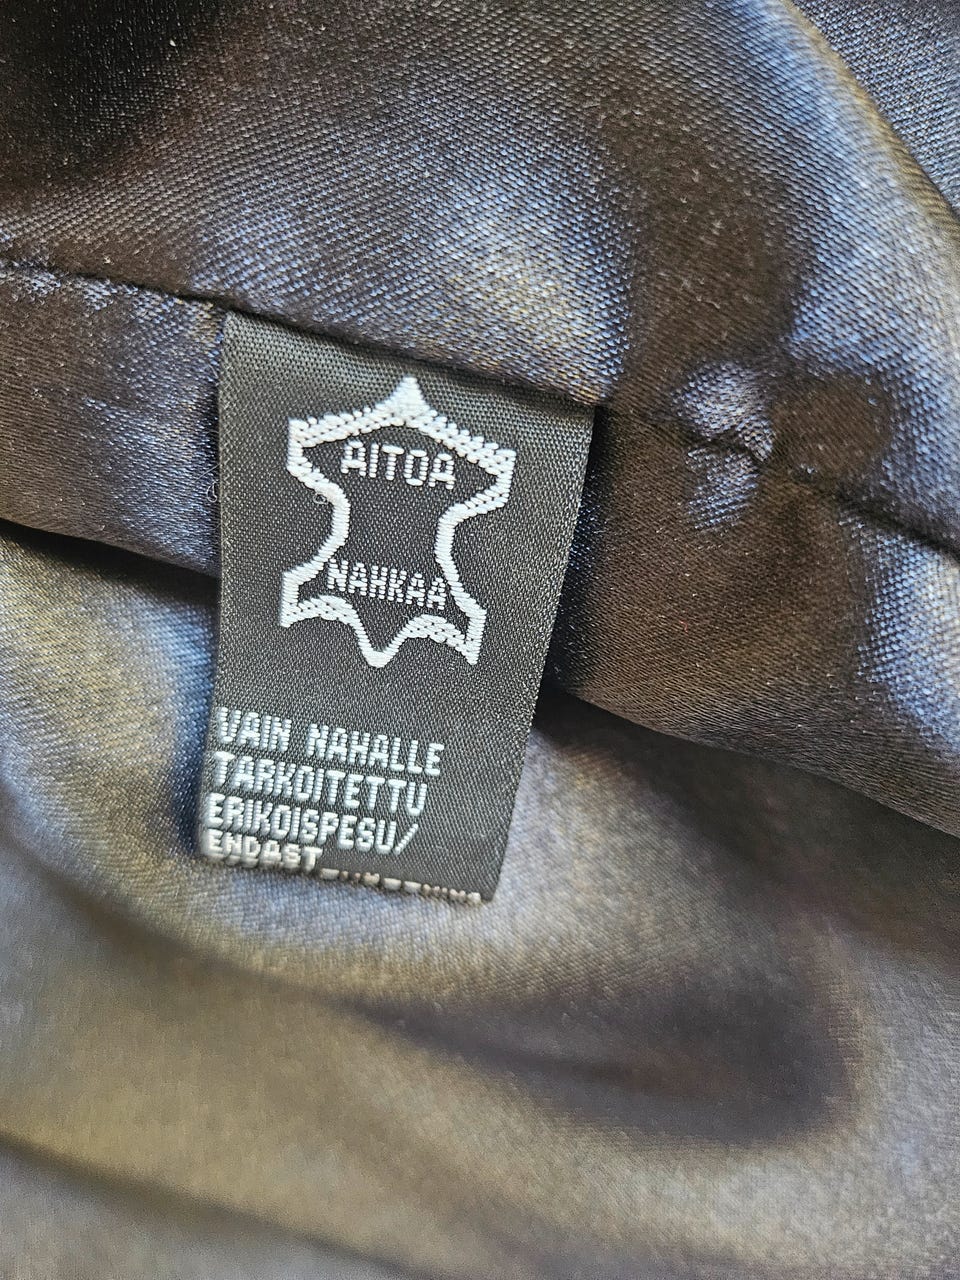 AITOA
NAHKAA
VAIN NAHALLE
TARKOITETTU
ERIKOISPESU/
ENDAST